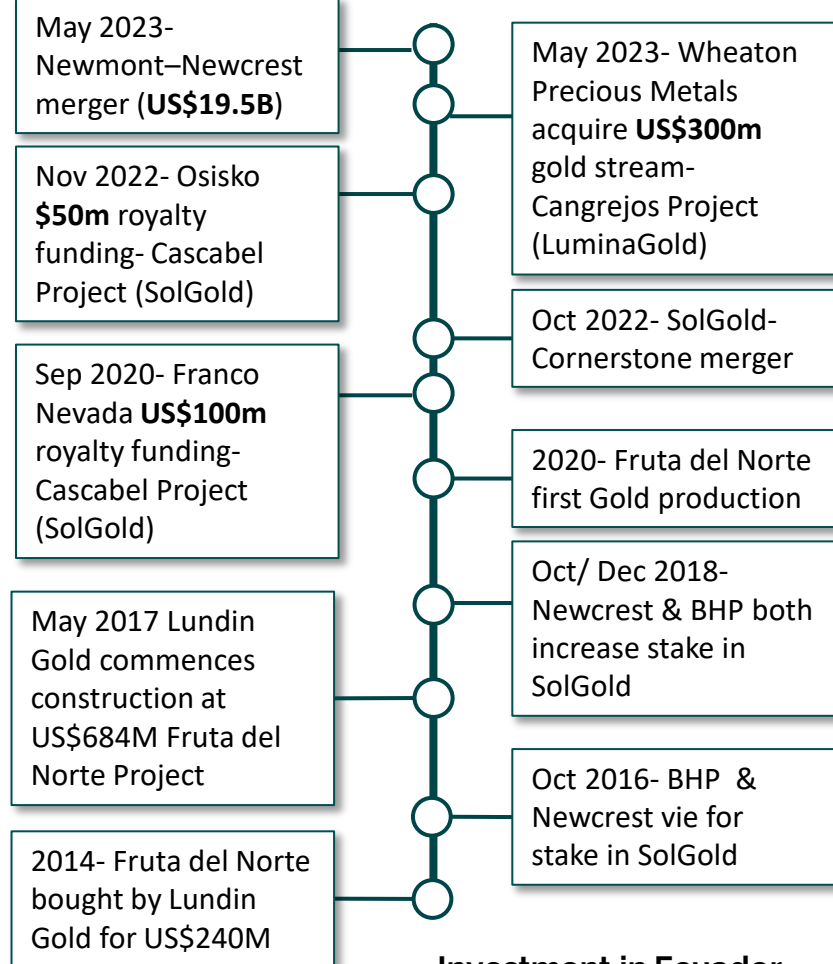 May 2023-
Newmont–Newcrest
merger (US$19.5B)
May 2023- Wheaton
Precious Metals
acquire US$300m
gold stream-
Cangrejos Project
(LuminaGold)
Nov 2022- Osisko
$50m royalty
funding- Cascabel
Project (SolGold)
Oct 2022- SolGold-
Cornerstone merger
Sep 2020- Franco
Nevada US$100m
royalty funding-
Cascabel Project
(SolGold)
2020- Fruta del Norte
first Gold production
Oct/ Dec 2018-
Newcrest & BHP both
increase stake in
SolGold
May 2017 Lundin
Gold commences
construction at
US$684M Fruta del
Norte Project
Oct 2016- BHP & 
Newcrest vie for
stake in SolGold
2014- Fruta del Norte
bought by Lundin
Gold for US$240M
Investment in Ecuador